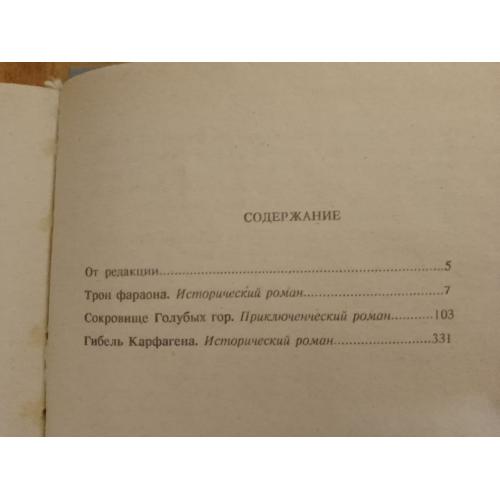 СОДЕРЖАНИЕ
От редакции..........................................................5
Трон фараона. Исторический роман............................7
Сокровище Голубых гор. Приключенческий роман.........103
Гибель Карфагена. Исторический роман....................331